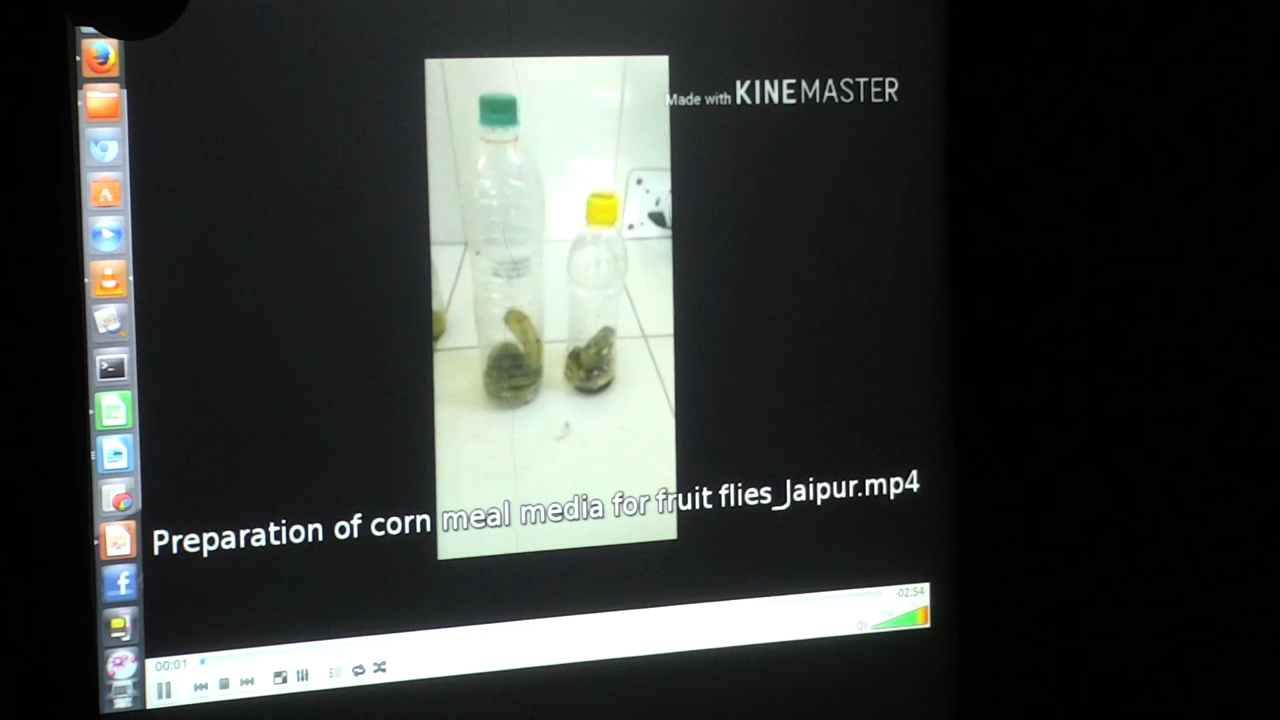 Made with KINEMASTER
Preparation of corn meal media for fruit flies_Jaipur.mp4
-02:54
00:01